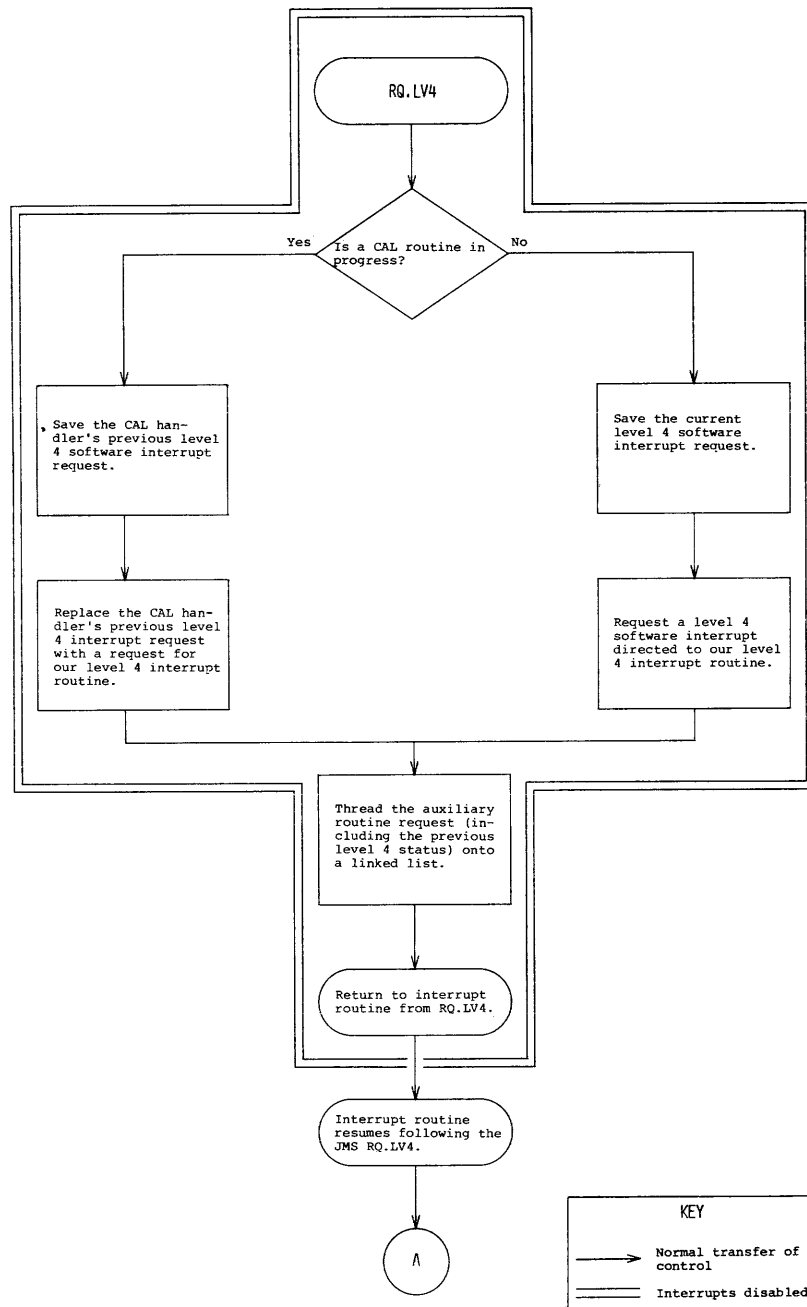 RQ.LV4
Is a CAL routine in
progress?
Yes
No
Save the CAL han-
dler's previous level
4 software interrupt
request.
Save the current
level 4 software
interrupt request.
Replace the CAL han-
dler's previous level
4 interrupt request
with a request for
our level 4 interrupt
routine.
Request a level 4
software interrupt
directed to our level
4 interrupt routine.
Thread the auxiliary
routine request (in-
cluding the previous
level 4 status) onto
a linked list.
Return to interrupt
routine from RQ.LV4.
Interrupt routine
resumes following the
JMS RQ.LV4.
A
KEY
Normal transfer of
control
Interrupts disabled